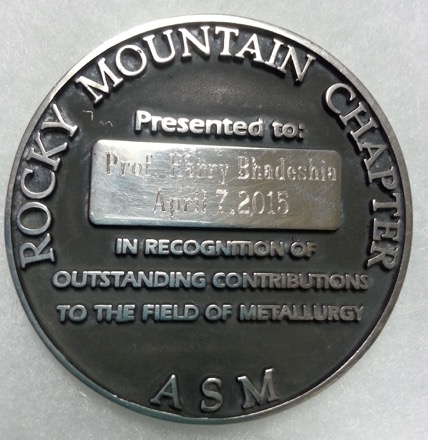 ROCKY MOUNTAIN CHAPTER
Presented to:
Prof. Harry Bhadeshia
April 7,2015
IN RECOGNITION OF
OUTSTANDING CONTRIBUTIONS
TO THE FIELD OF METALLURGY
ASM